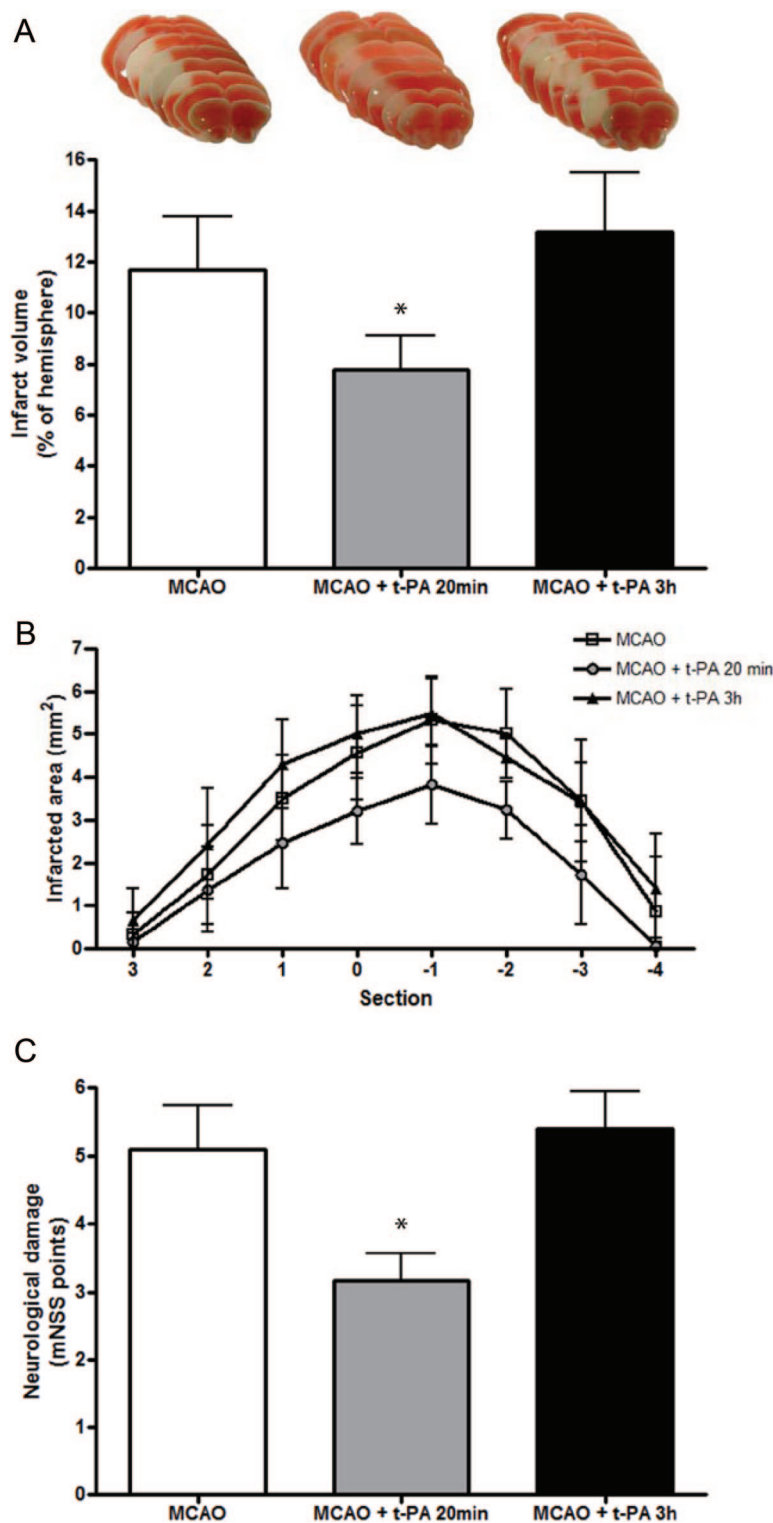 A
16
14
12
10
8
6
4
2
0
Infarct volume
(% of hemisphere)
*
MCAO
MCAO + t-PA 20min
MCAO + t-PA 3h
B
7
6
5
4
3
2
1
0
Infarcted area (mm²)
MCAO
MCAO + t-PA 20 min
MCAO + t-PA 3h
3 2 1 0 -1 -2 -3 -4
Section
C
6
5
4
3
2
1
0
Neurological damage
(mNSS points)
*
MCAO
MCAO + t-PA 20min
MCAO + t-PA 3h